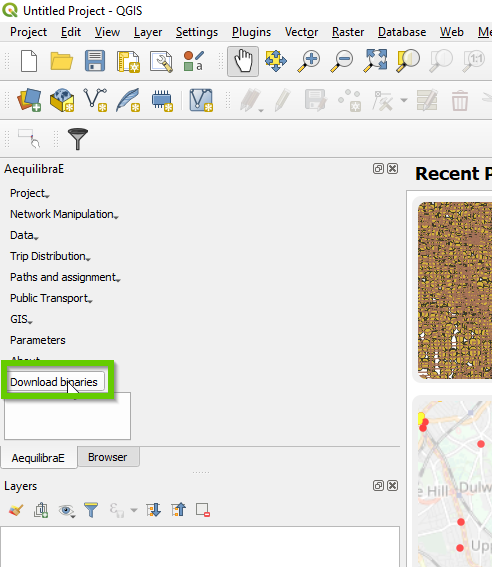 Untitled Project - QGIS
Project Edit View Layer Settings Plugins Vector Raster Database Web Me
1:1
AequilibraE
Recent P
Project
Network Manipulation
Data
Trip Distribution
Paths and assignment
Public Transport
GIS
Parameters
About
Download binaries
AequilibraE Browser
e Hill Dulw
Upp
Layers